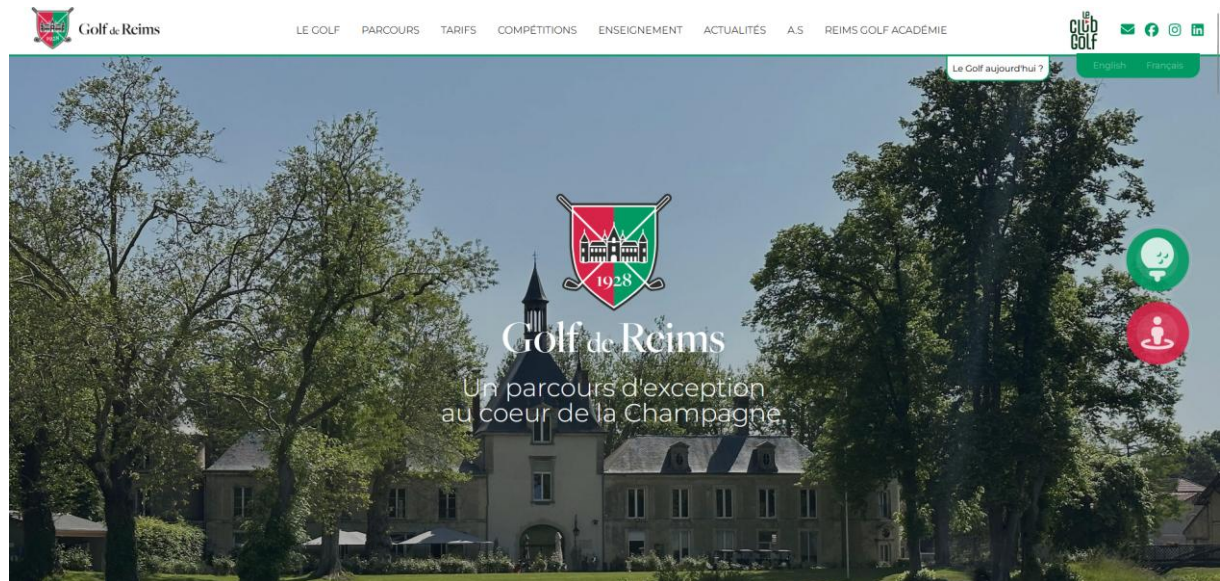 Golf de Reims
LE GOLF
PARCOURS
TARIFS
COMPÉTITIONS
ENSEIGNEMENT
ACTUALITÉS
A.S
REIMS GOLF ACADÉMIE
Le club Golf
Le Golf aujourd'hui ?
English
Français
1928
Golf de Reims
Un parcours d'exception
au coeur de la Champagne